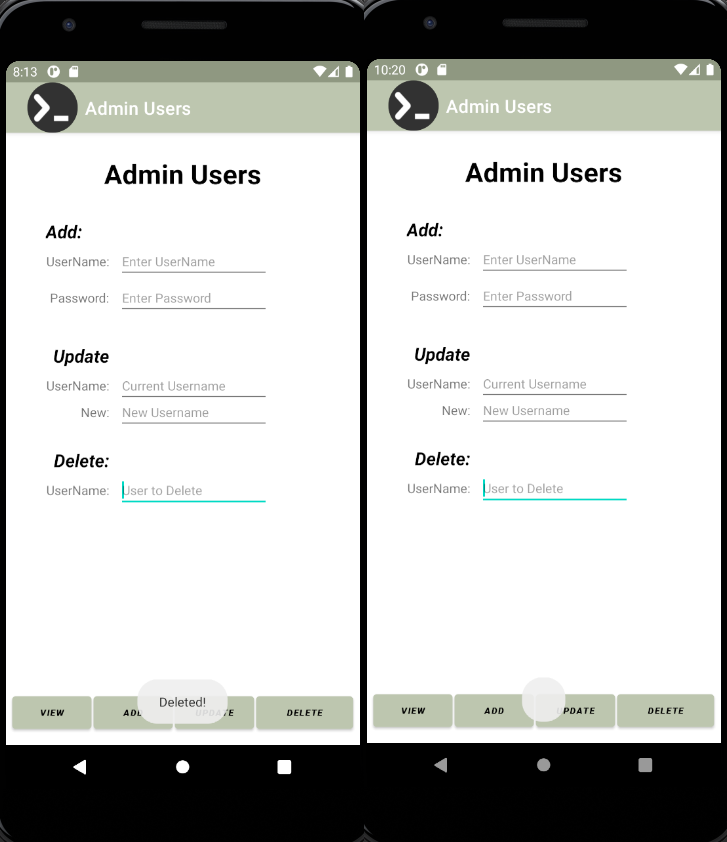 8:13
Admin Users
Admin Users
Add:
UserName: Enter UserName
Password: Enter Password
Update
UserName: Current Username
New: New Username
Delete:
UserName: User to Delete
Deleted!
VIEW ADD UPDATE DELETE
10:20
Admin Users
Admin Users
Add:
UserName: Enter UserName
Password: Enter Password
Update
UserName: Current Username
New: New Username
Delete:
UserName: User to Delete
VIEW ADD UPDATE DELETE